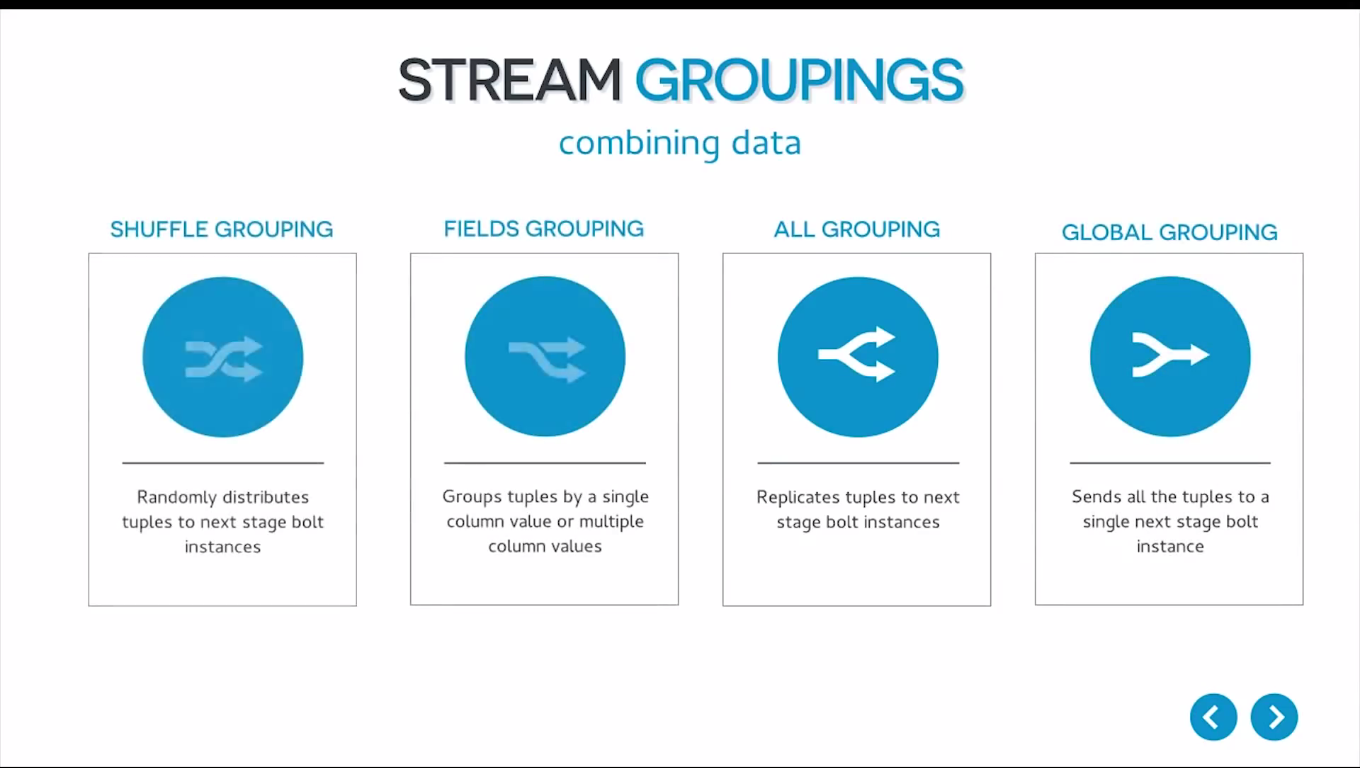 STREAM GROUPINGS
combining data
SHUFFLE GROUPING
Randomly distributes
tuples to next stage bolt
instances
FIELDS GROUPING
Groups tuples by a single
column value or multiple
column values
ALL GROUPING
Replicates tuples to next
stage bolt instances
GLOBAL GROUPING
Sends all the tuples to a
single next stage bolt
instance